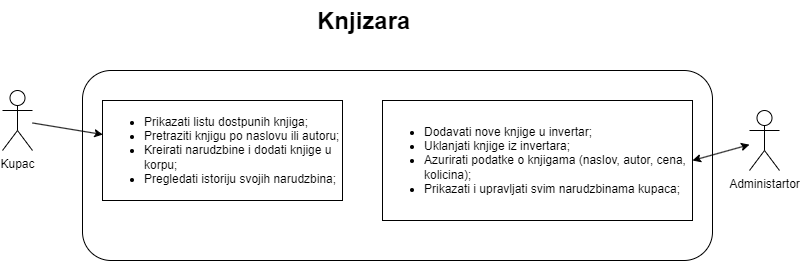 Knjizara
Prikazati listu dostpunih knjiga;
Pretraziti knjigu po naslovu ili autoru;
Kreirati narudzbine i dodati knjige u
korpu;
Pregledati istoriju svojih narudzbina;
Kupac
Dodavati nove knjige u invertar;
Uklanjati knjige iz invertara;
Azurirati podatke o knjigama (naslov, autor, cena,
kolicina);
Prikazati i upravljati svim narudzbinama kupaca;
Administartor